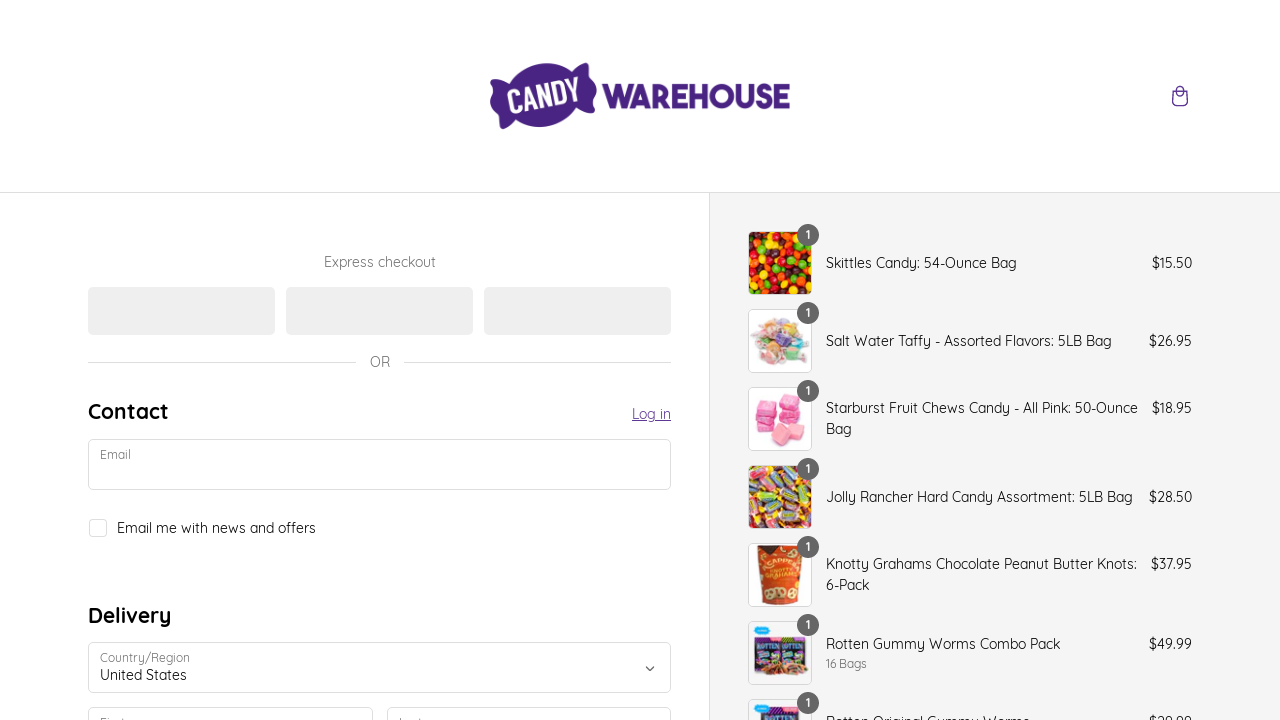 CANDY WAREHOUSE
Express checkout
OR
Contact
Log in
Email
Email me with news and offers
Delivery
Country/Region
United States
1
Skittles Candy: 54-Ounce Bag
$15.50
1
Salt Water Taffy - Assorted Flavors: 5LB Bag
$26.95
1
Starburst Fruit Chews Candy - All Pink: 50-Ounce
Bag
$18.95
1
Jolly Rancher Hard Candy Assortment: 5LB Bag
$28.50
1
Knotty Grahams Chocolate Peanut Butter Knots:
6-Pack
$37.95
1
Rotten Gummy Worms Combo Pack
16 Bags
$49.99
1
Rotten Original Gummy Worms